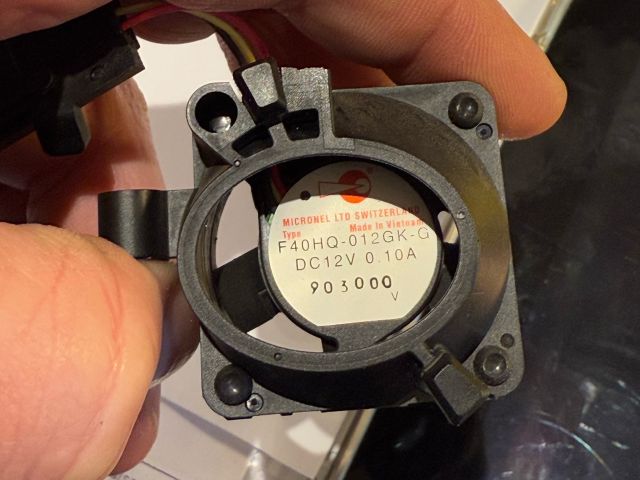 MICRONEL LTD SWITZERLAND
Type Made in Vietnam
F40HQ-012GK-G
DC12V 0.10A
903000
V